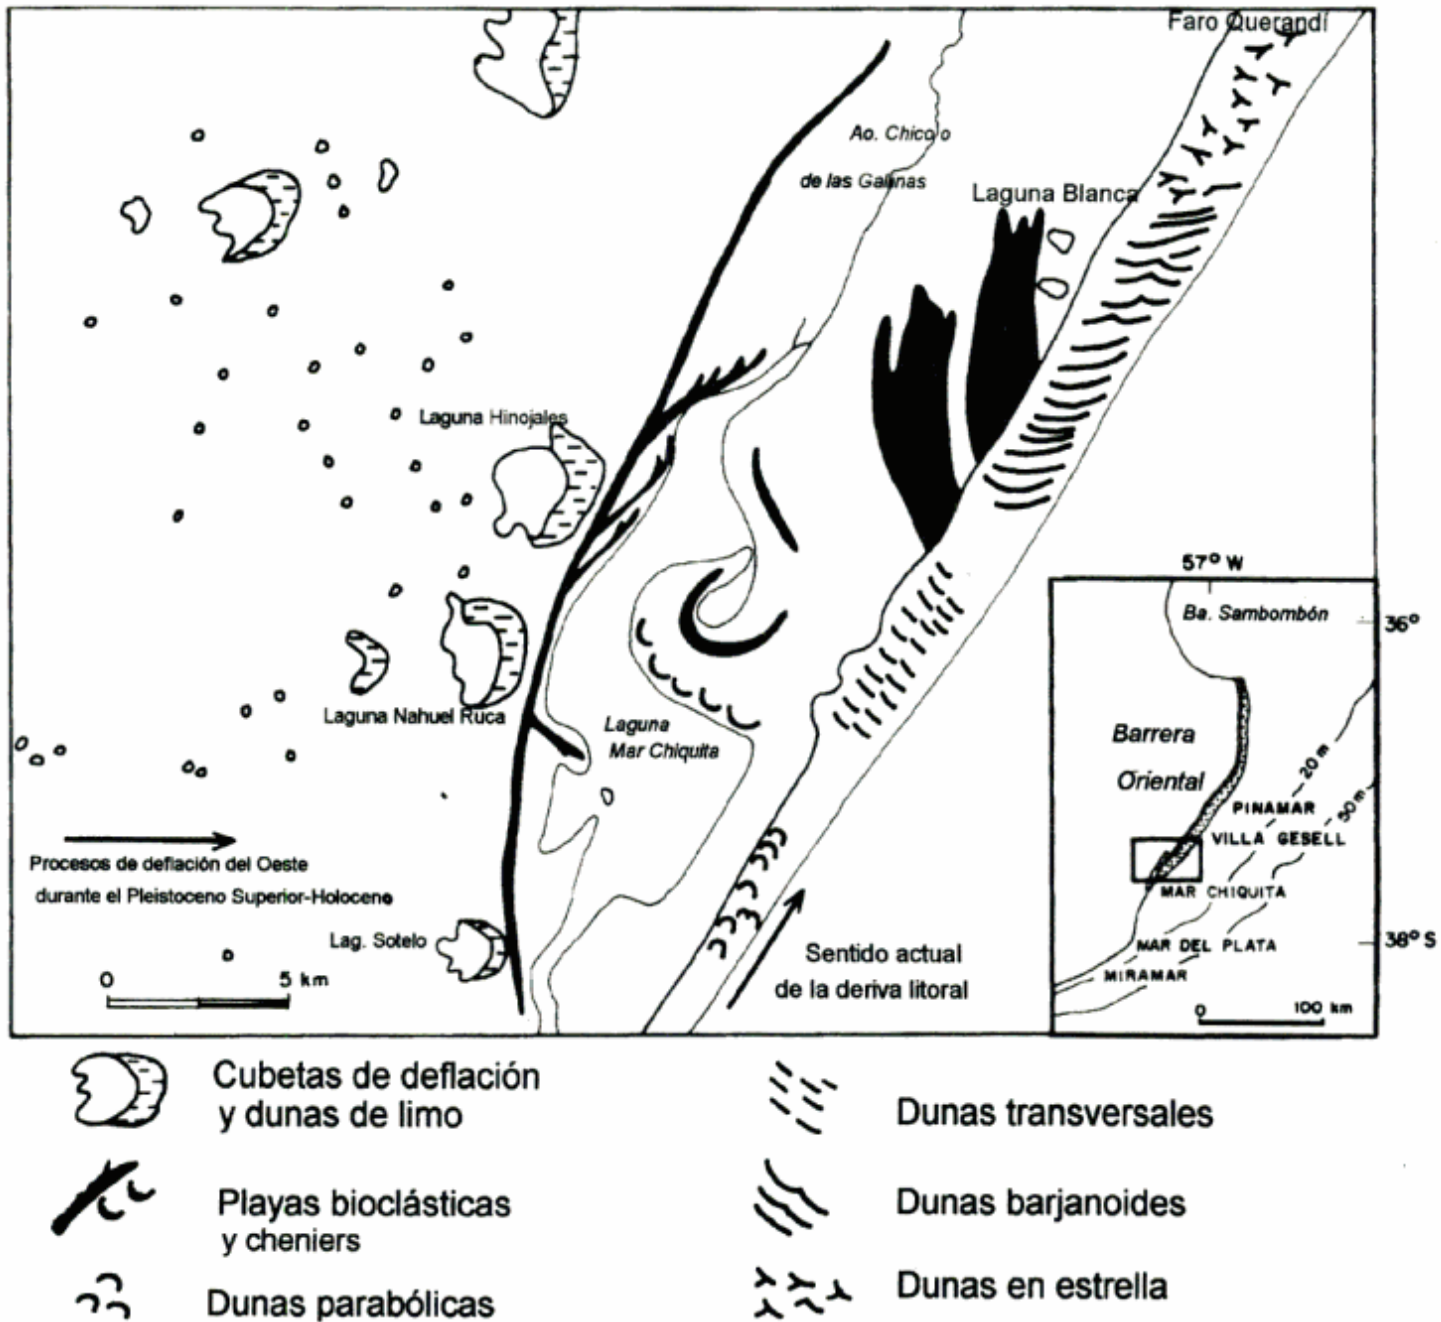 Faro Querandí
Ao. Chico o
de las Galinas
Laguna Blanca
Laguna Hinojales
Laguna Nahuel Ruca
Laguna
Mar Chiquita
Procesos de deflación del Oeste
durante el Pleistoceno Superior-Holoceno
Lag. Sotelo
0 5 km
Sentido actual
de la deriva litoral
57° W
Ba. Sambombón
36°
Barrera
Oriental
20 m
50 m
PINAMAR
VILLA GESELL
MAR CHIQUITA
38° S
MAR DEL PLATA
MIRAMAR
0 100 km
Cubetas de deflación
y dunas de limo
Playas bioclásticas
y cheniers
Dunas parabólicas
Dunas transversales
Dunas barjanoides
Dunas en estrella